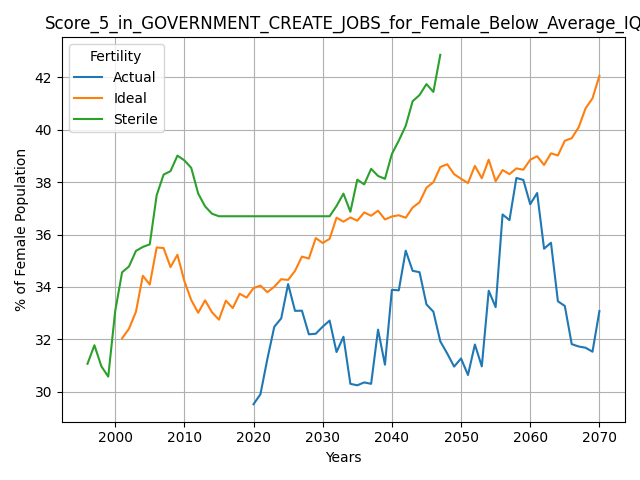 Score_5_in_GOVERNMENT_CREATE_JOBS_for_Female_Below_Average_IQ
Fertility
Actual
Ideal
Sterile
% of Female Population
42
40
38
36
34
32
30
2000 2010 2020 2030 2040 2050 2060 2070
Years